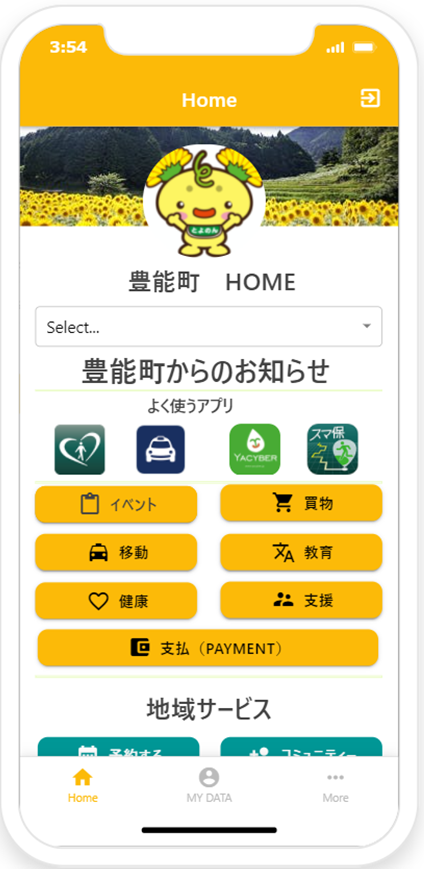 3:54
Home
とよのん
豊能町 HOME
Select...
豊能町からのお知らせ
よく使うアプリ
YACYBER
スマ保
イベント
買物
移動
教育
健康
支援
支払（PAYMENT）
地域サービス
予約する
コミュニティー
Home
MY DATA
More